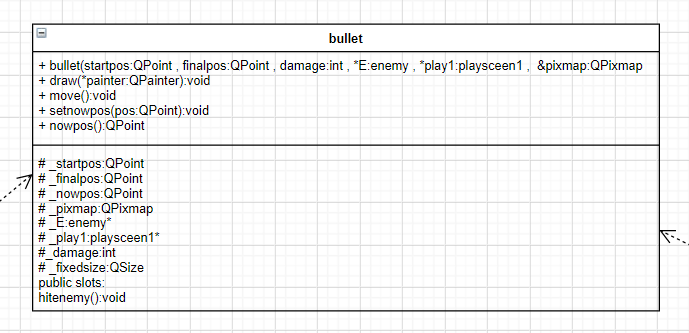 bullet
+ bullet(startpos:QPoint , finalpos:QPoint , damage:int , *E:enemy , *play1:playsceen1 , &pixmap:QPixmap
+ draw(*painter:QPainter):void
+ move():void
+ setnowpos(pos:QPoint):void
+ nowpos():QPoint
# _startpos:QPoint
# _finalpos:QPoint
# _nowpos:QPoint
# _pixmap:QPixmap
# _E:enemy*
# _play1:playsceen1*
#_damage:int
# _fixedsize:QSize
public slots:
hitenemy():void